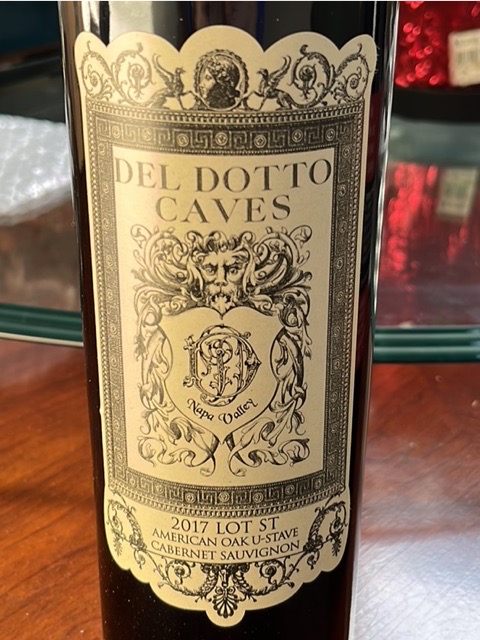 DEL DOTTO
CAVES
Napa Valley
2017 LOT ST
AMERICAN OAK U-STAVE
CABERNET SAUVIGNON